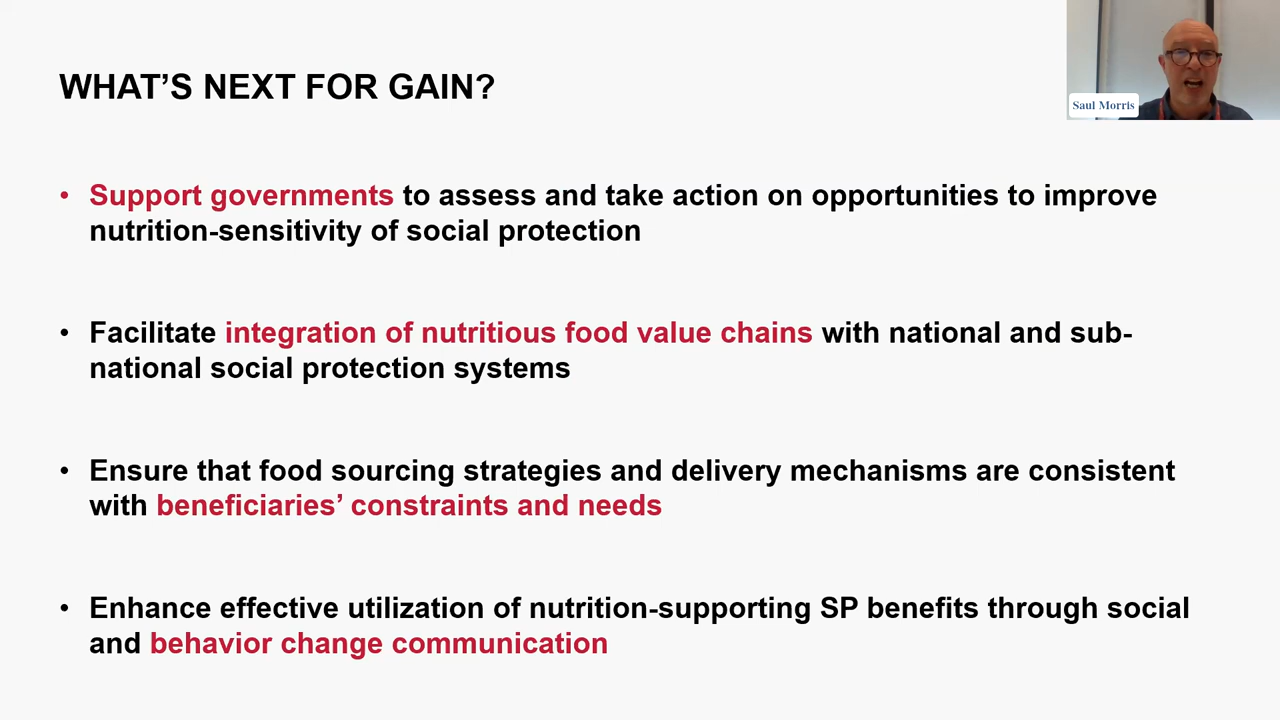 WHAT’S NEXT FOR GAIN?
Saul Morris
• Support governments to assess and take action on opportunities to improve
nutrition-sensitivity of social protection
• Facilitate integration of nutritious food value chains with national and sub-
national social protection systems
• Ensure that food sourcing strategies and delivery mechanisms are consistent
with beneficiaries’ constraints and needs
• Enhance effective utilization of nutrition-supporting SP benefits through social
and behavior change communication